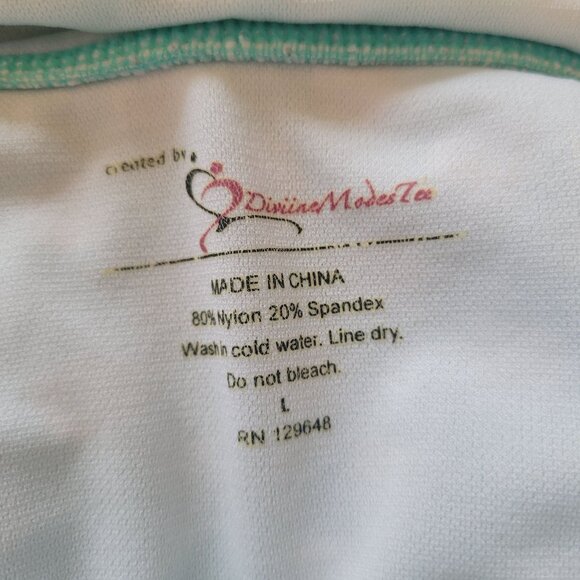 created by
DiviineModesTee
MADE IN CHINA
80% Nylon 20% Spandex
Wash in cold water. Line dry.
Do not bleach.
L
RN 129648